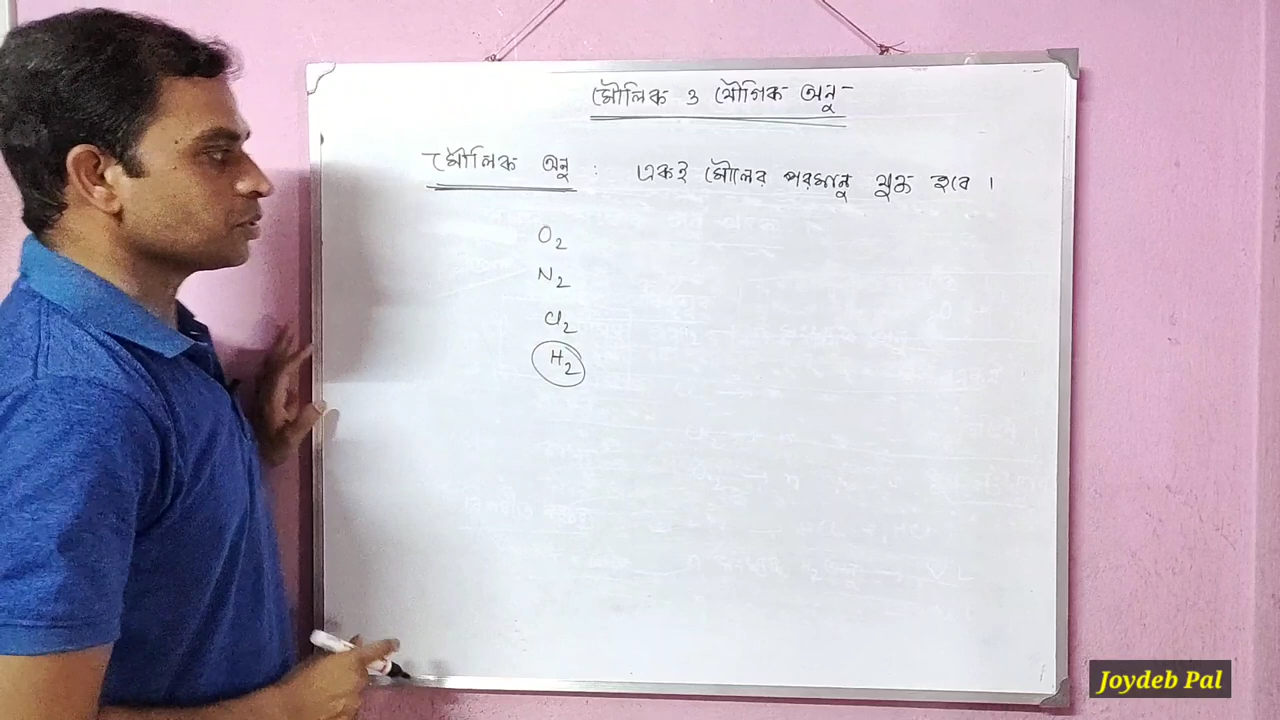 মৌলিক ও যৌগিক অনু
মৌলিক অনু : একই মৌলের পরমানু যুক্ত হবে ।
O₂
N₂
Cl₂
H₂
Joydeb Pal